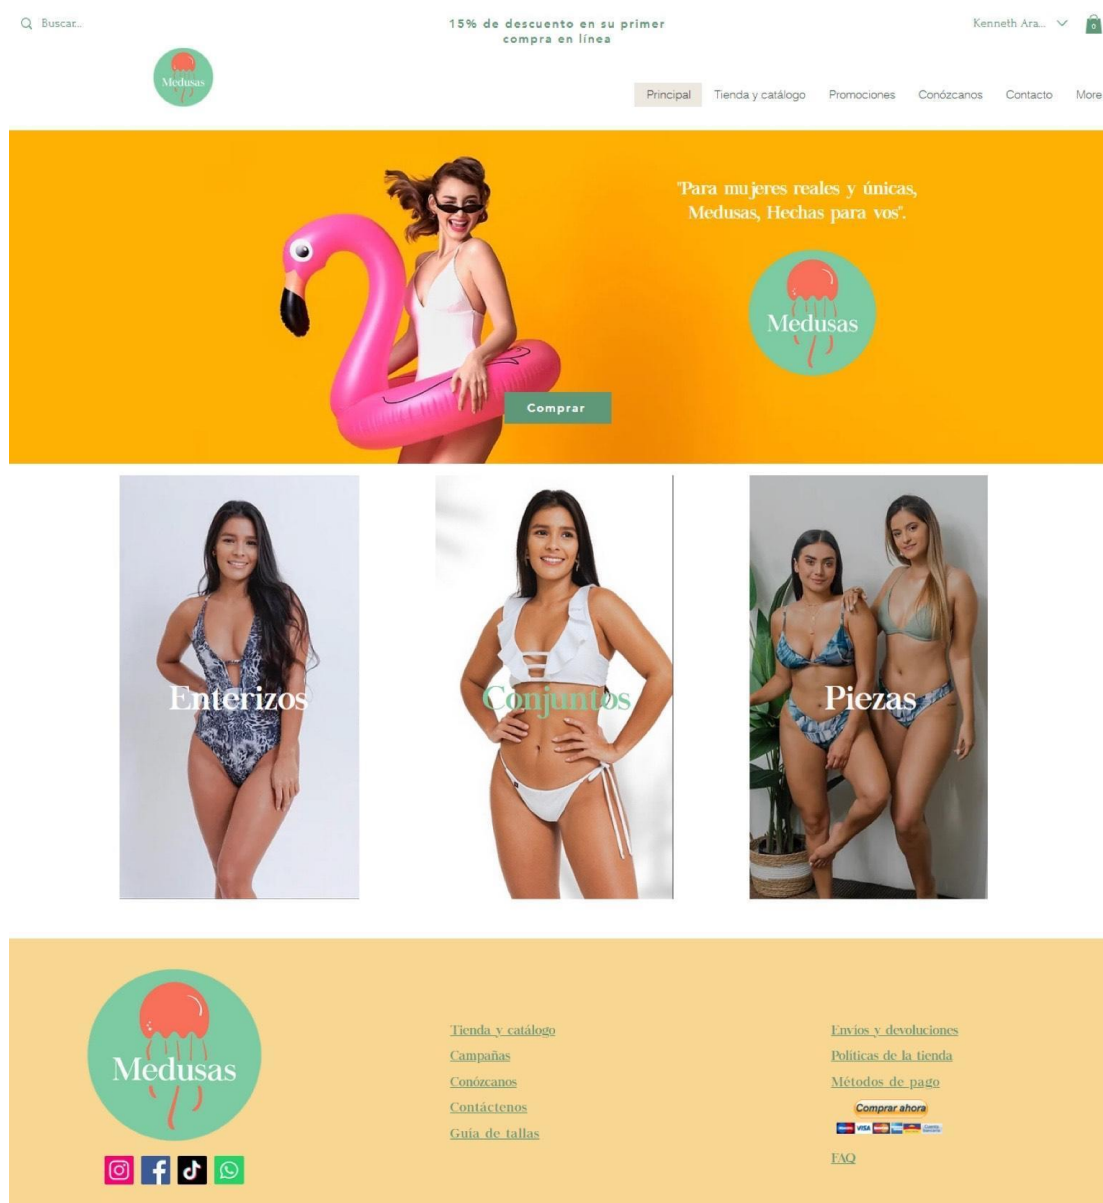 Buscar...
15% de descuento en su primer
compra en línea
Kenneth Ara...
0
Medusas
Principal
Tienda y catálogo
Promociones
Conózcanos
Contacto
More
"Para mujeres reales y únicas,
Medusas, Hechas para vos".
Medusas
Comprar
Enterizos
Conjuntos
Piezas
Medusas
Tienda y catálogo
Campañas
Conózcanos
Contáctenos
Guía de tallas
Envíos y devoluciones
Políticas de la tienda
Métodos de pago
Comprar ahora
VISA
FAQ